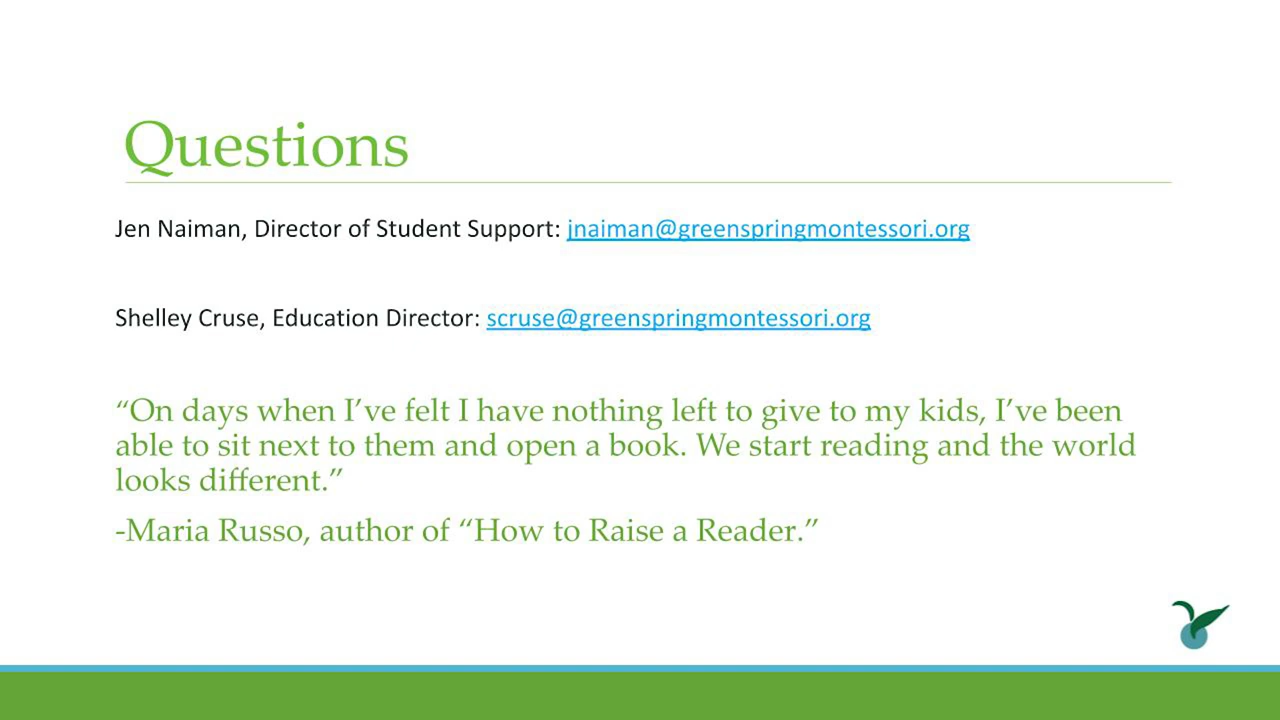 Questions
Jen Naiman, Director of Student Support: jnaiman@greenspringmontessori.org
Shelley Cruse, Education Director: scruse@greenspringmontessori.org
“On days when I’ve felt I have nothing left to give to my kids, I’ve been
able to sit next to them and open a book. We start reading and the world
looks different.”
-Maria Russo, author of “How to Raise a Reader.”